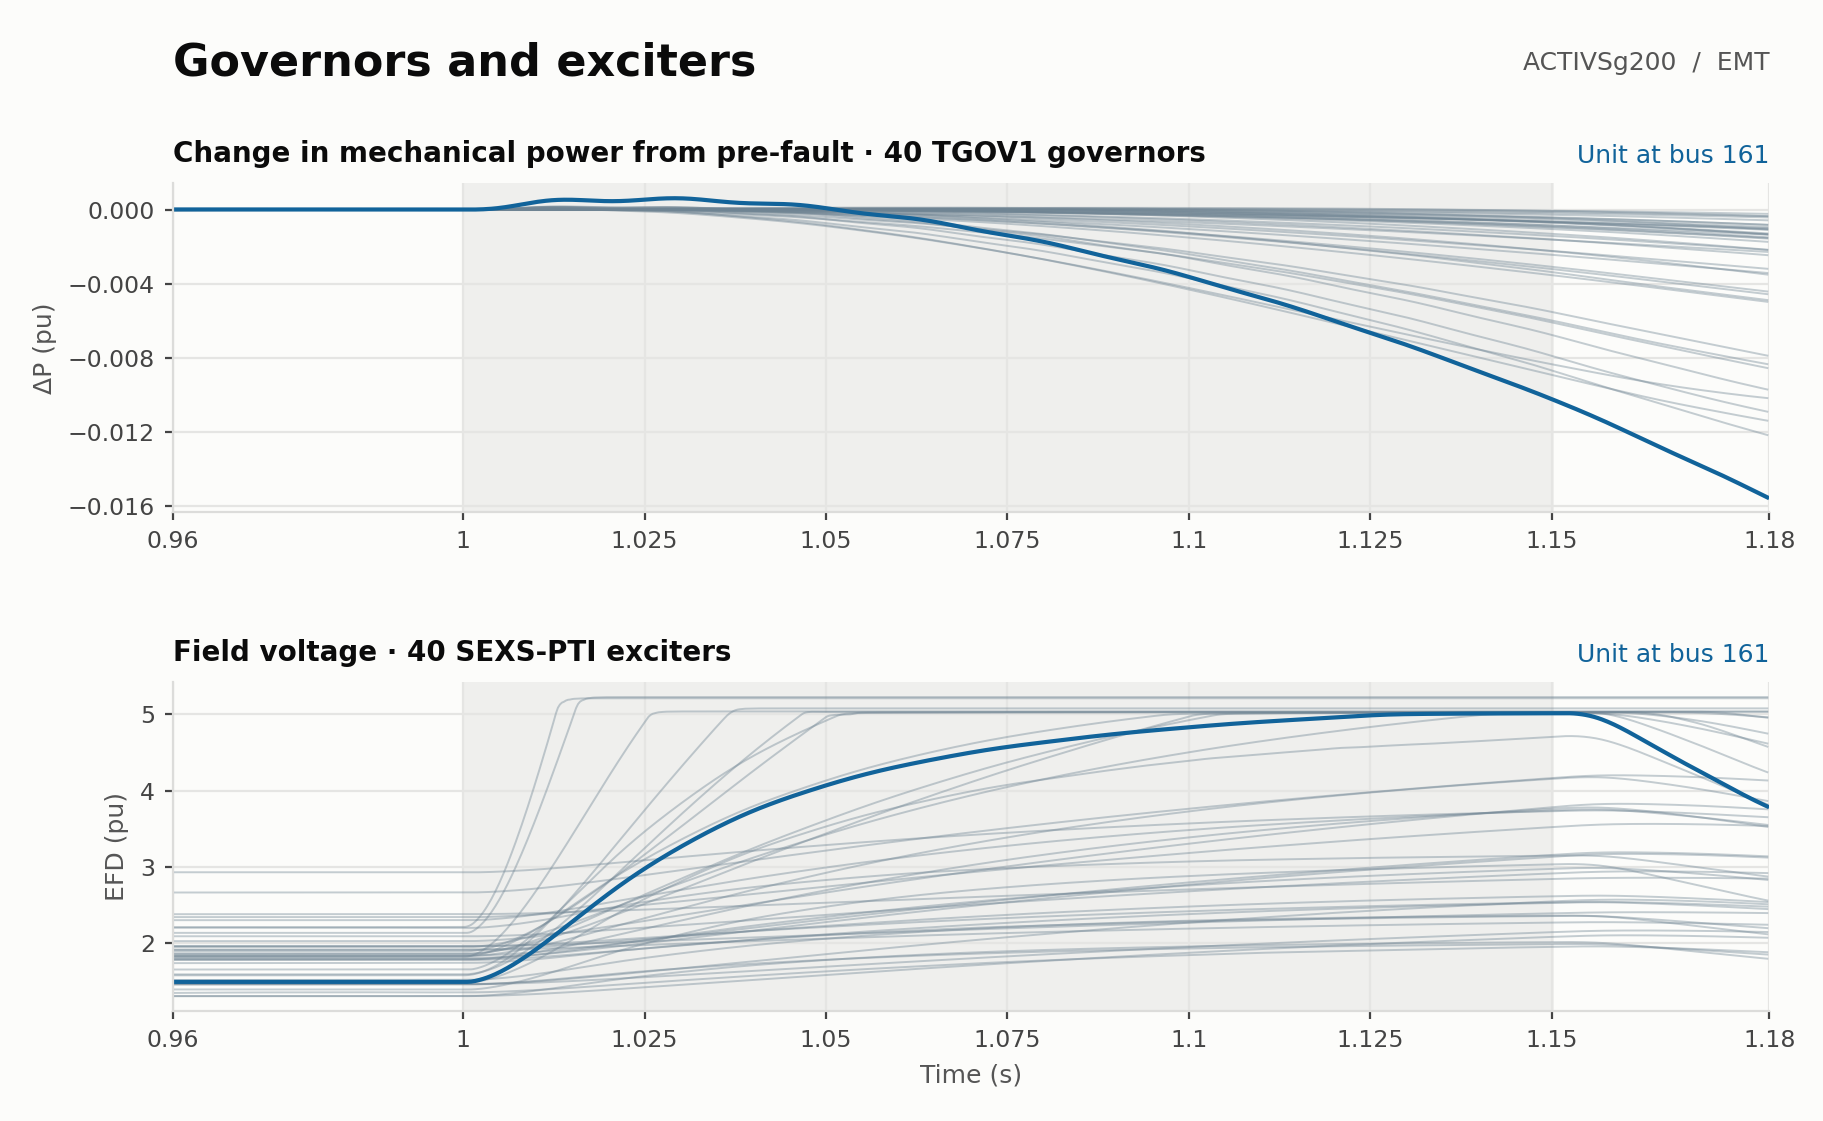 Governors and exciters
ACTIVSg200 / EMT
Change in mechanical power from pre-fault · 40 TGOV1 governors
Unit at bus 161
ΔP (pu)
0.000
−0.004
−0.008
−0.012
−0.016
0.96 1 1.025 1.05 1.075 1.1 1.125 1.15 1.18
Field voltage · 40 SEXS-PTI exciters
Unit at bus 161
EFD (pu)
5
4
3
2
0.96 1 1.025 1.05 1.075 1.1 1.125 1.15 1.18
Time (s)